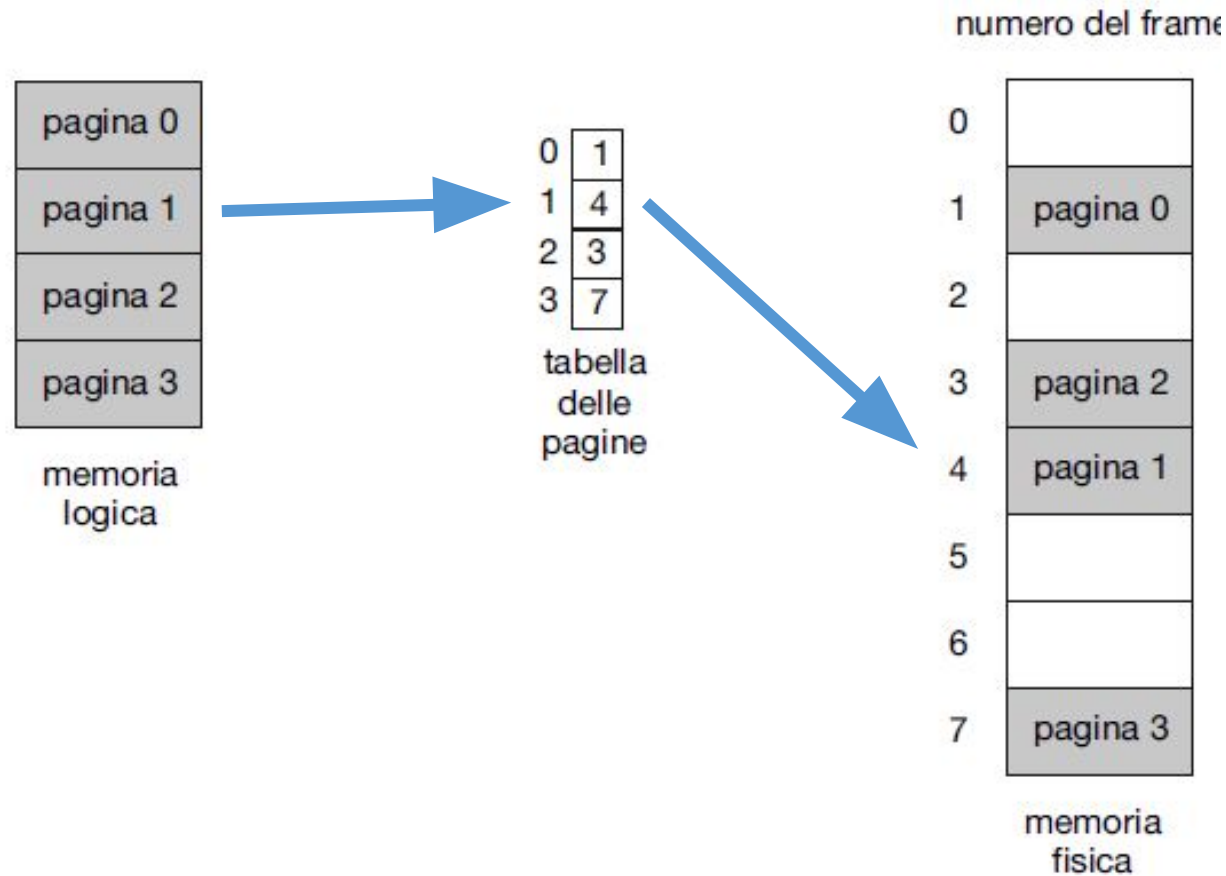 numero del frame
pagina 0
pagina 1
pagina 2
pagina 3
memoria
logica
0 1
1 4
2 3
3 7
tabella
delle
pagine
0
1 pagina 0
2
3 pagina 2
4 pagina 1
5
6
7 pagina 3
memoria
fisica